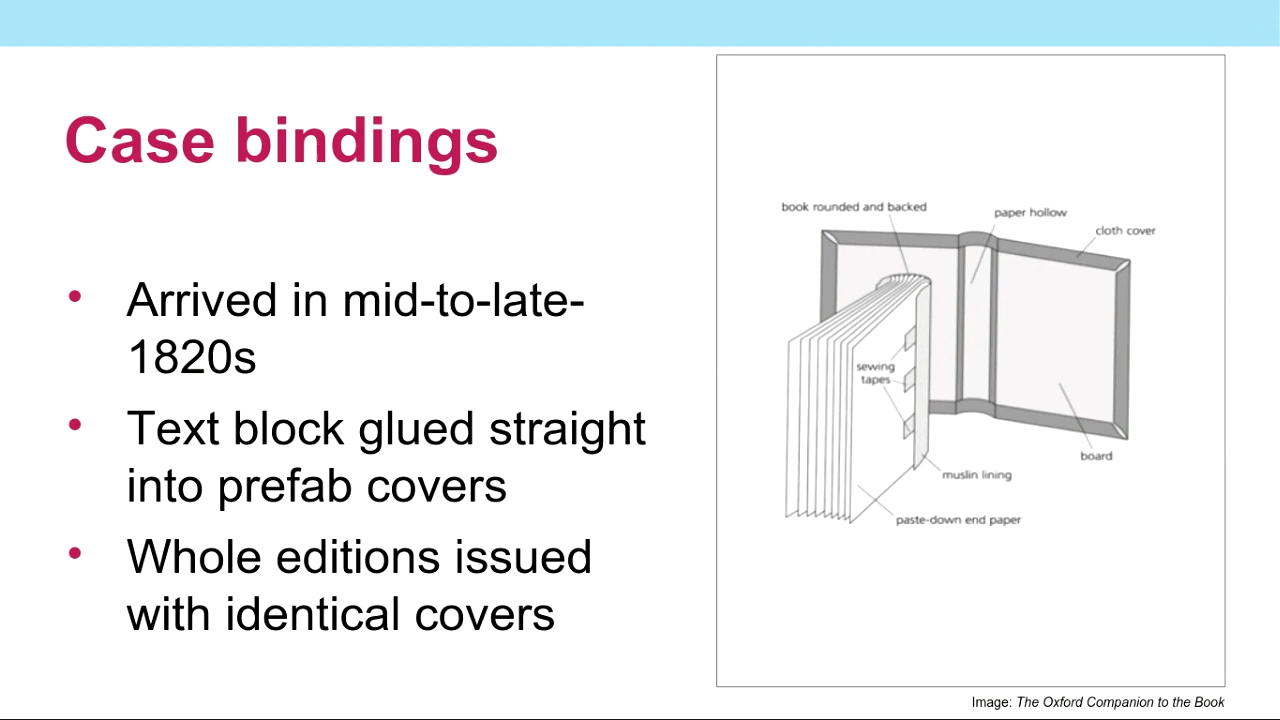 Case bindings
• Arrived in mid-to-late-
1820s
• Text block glued straight
into prefab covers
• Whole editions issued
with identical covers
book rounded and backed
paper hollow
cloth cover
sewing
tapes
board
muslin lining
paste-down end paper
Image: The Oxford Companion to the Book